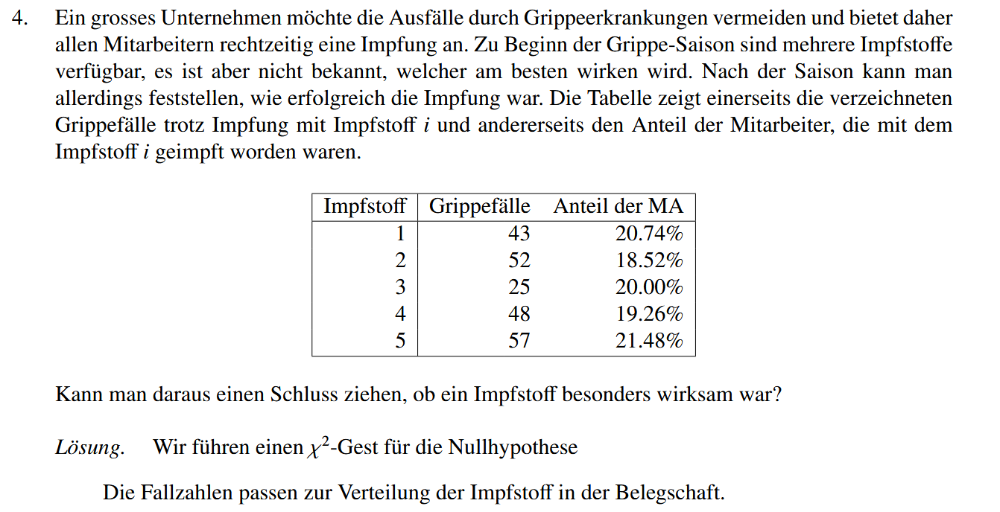 4. Ein grosses Unternehmen möchte die Ausfälle durch Grippeerkrankungen vermeiden und bietet daher
allen Mitarbeitern rechtzeitig eine Impfung an. Zu Beginn der Grippe-Saison sind mehrere Impfstoffe
verfügbar, es ist aber nicht bekannt, welcher am besten wirken wird. Nach der Saison kann man
allerdings feststellen, wie erfolgreich die Impfung war. Die Tabelle zeigt einerseits die verzeichneten
Grippefälle trotz Impfung mit Impfstoff i und andererseits den Anteil der Mitarbeiter, die mit dem
Impfstoff i geimpft worden waren.
Impfstoff Grippefälle Anteil der MA
1 43 20.74%
2 52 18.52%
3 25 20.00%
4 48 19.26%
5 57 21.48%
Kann man daraus einen Schluss ziehen, ob ein Impfstoff besonders wirksam war?
Lösung. Wir führen einen χ²-Gest für die Nullhypothese
Die Fallzahlen passen zur Verteilung der Impfstoff in der Belegschaft.